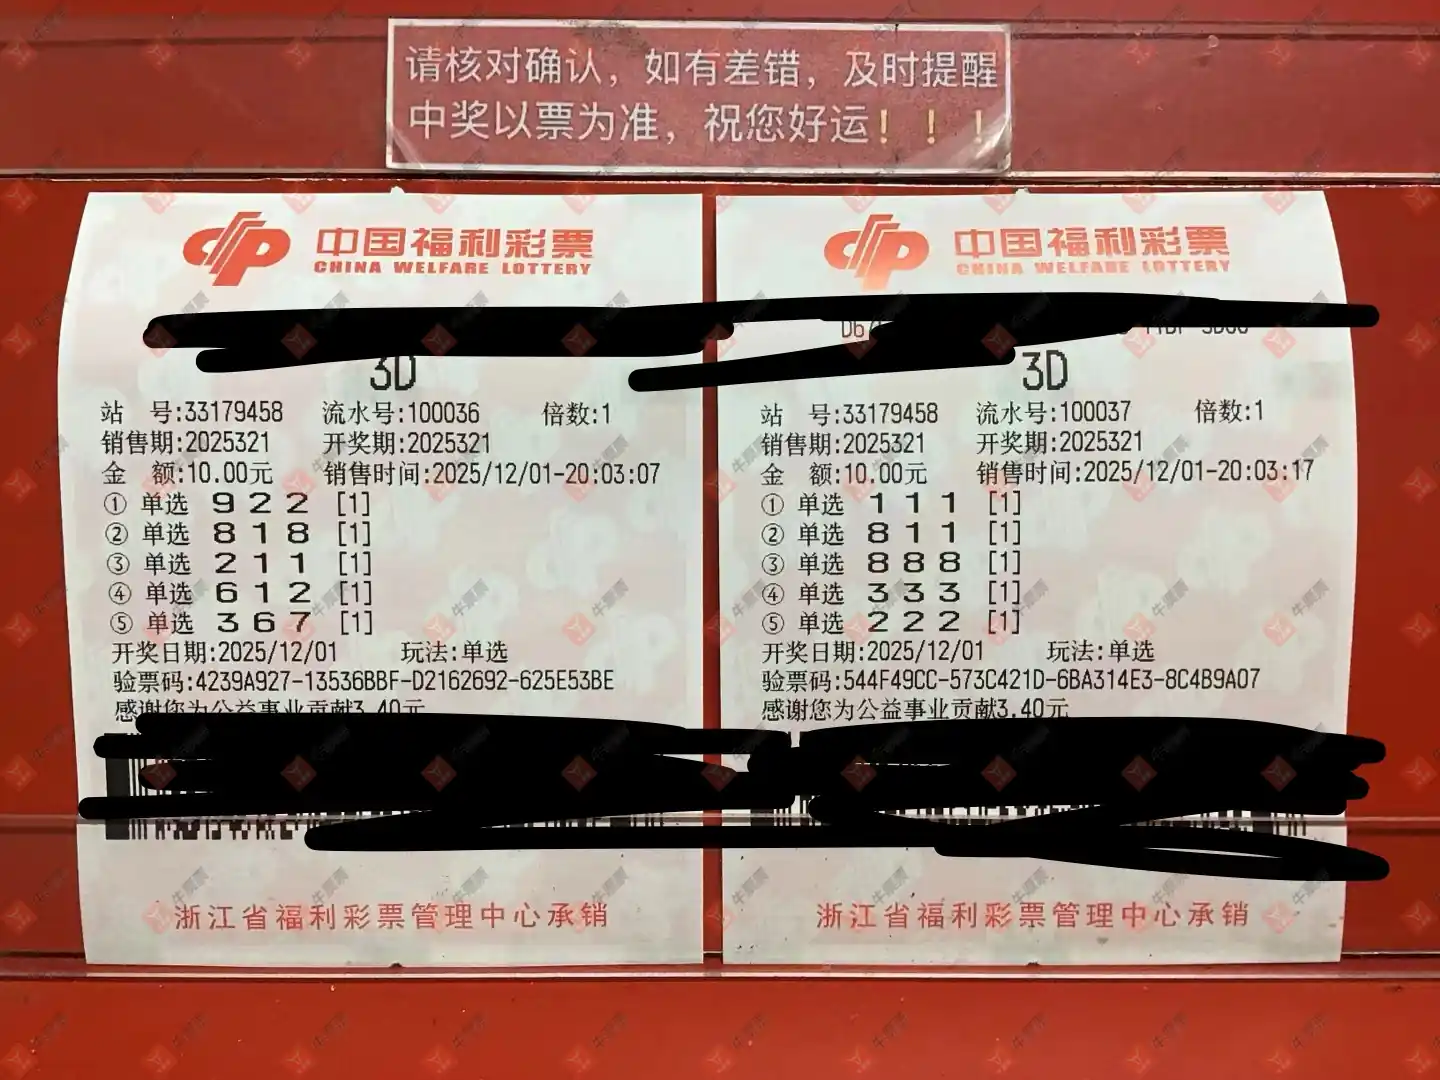 请核对确认，如有差错，及时提醒
中奖以票为准，祝您好运！！！
中国福利彩票
CHINA WELFARE LOTTERY
3D
站 号:33179458 流水号:100036 倍数:1
销售期:2025321 开奖期:2025321
金 额:10.00元 销售时间:2025/12/01-20:03:07
① 单选 9 2 2 [1]
② 单选 8 1 8 [1]
③ 单选 2 1 1 [1]
④ 单选 6 1 2 [1]
⑤ 单选 3 6 7 [1]
开奖日期:2025/12/01 玩法:单选
验票码:4239A927-13536BBF-D2162692-625E53BE
感谢您为公益事业贡献3.40元
浙江省福利彩票管理中心承销
中国福利彩票
CHINA WELFARE LOTTERY
3D
站 号:33179458 流水号:100037 倍数:1
销售期:2025321 开奖期:2025321
金 额:10.00元 销售时间:2025/12/01-20:03:17
① 单选 1 1 1 [1]
② 单选 8 1 1 [1]
③ 单选 8 8 8 [1]
④ 单选 3 3 3 [1]
⑤ 单选 2 2 2 [1]
开奖日期:2025/12/01 玩法:单选
验票码:544F49CC-573C421D-6BA314E3-8C4B9A07
感谢您为公益事业贡献3.40元
浙江省福利彩票管理中心承销